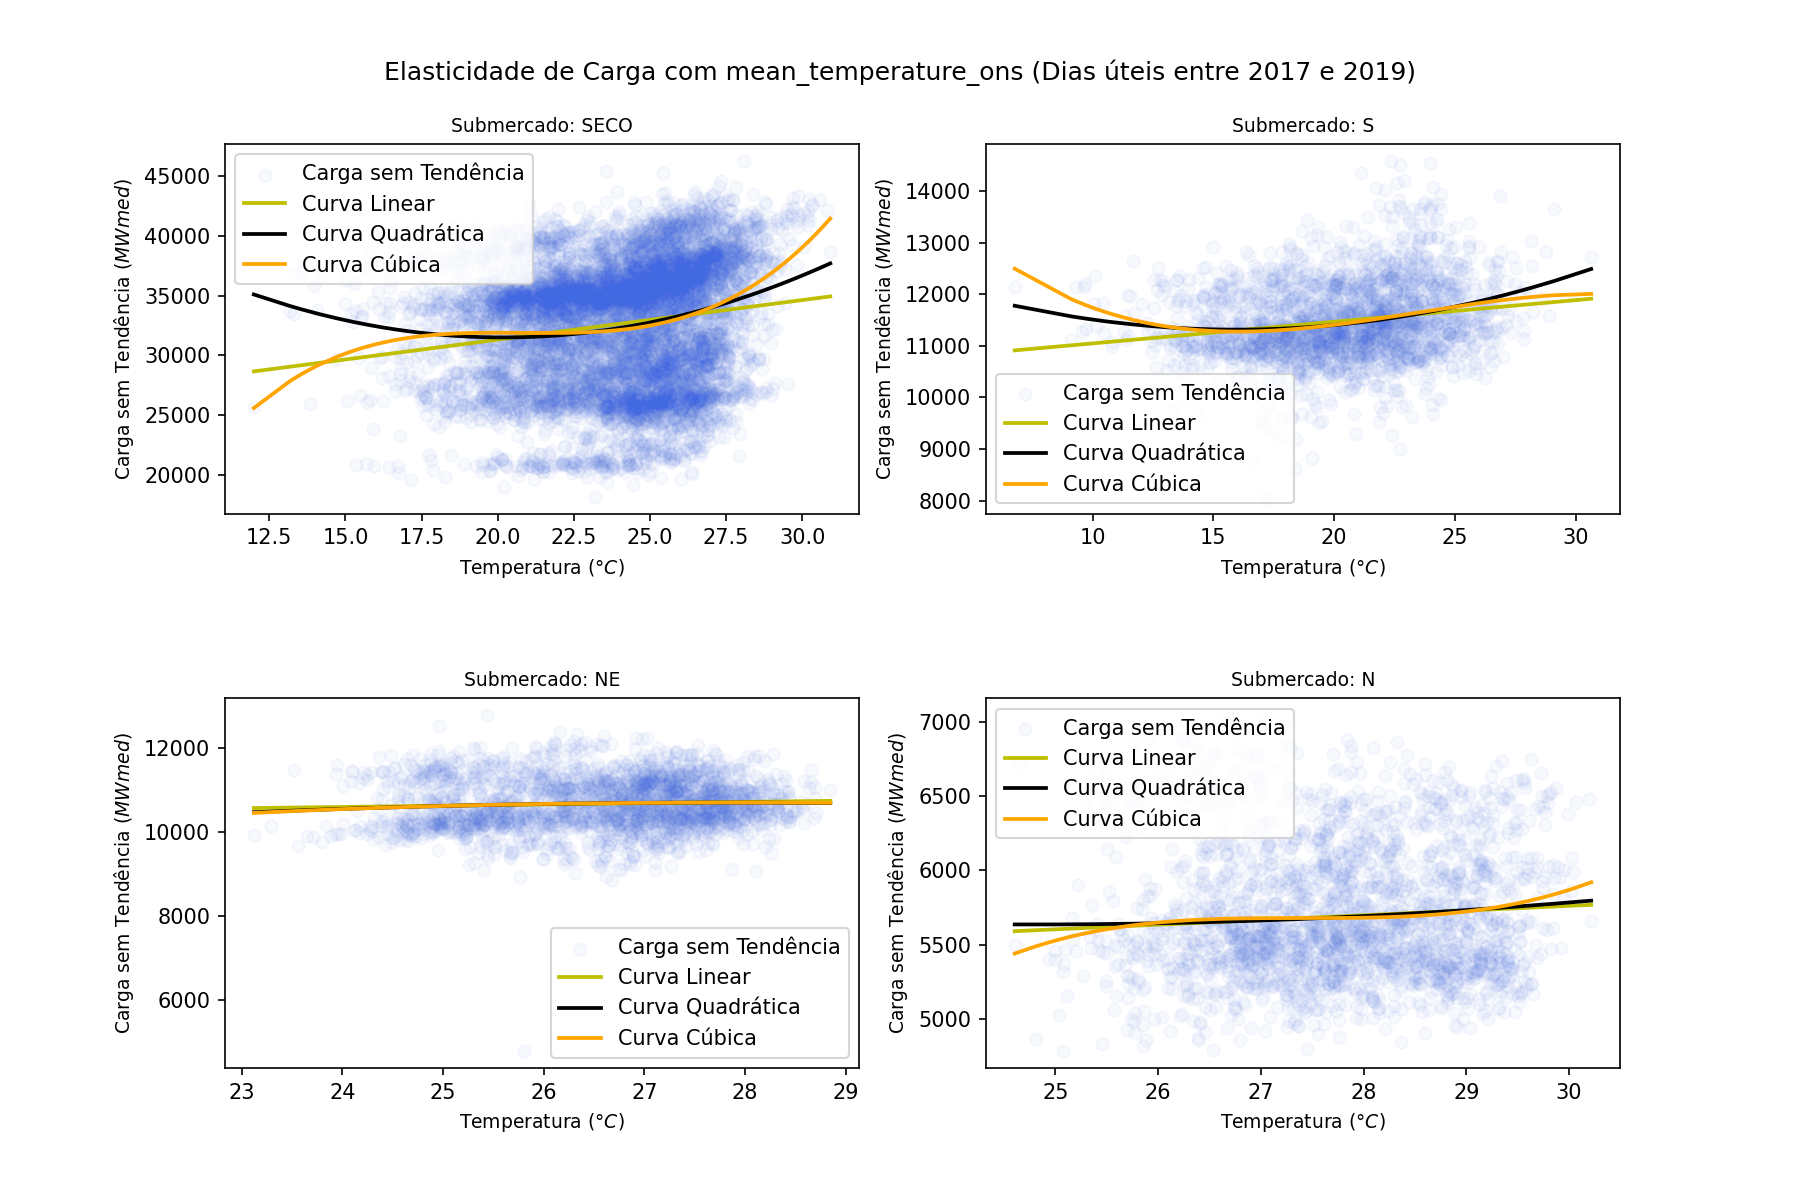 Elasticidade de Carga com mean_temperature_ons (Dias úteis entre 2017 e 2019)
Submercado: SECO
Carga sem Tendência
Curva Linear
Curva Quadrática
Curva Cúbica
Carga sem Tendência (MWmed)
45000
40000
35000
30000
25000
20000
12.5 15.0 17.5 20.0 22.5 25.0 27.5 30.0
Temperatura (°C)
Submercado: S
Carga sem Tendência
Curva Linear
Curva Quadrática
Curva Cúbica
Carga sem Tendência (MWmed)
14000
13000
12000
11000
10000
9000
8000
10 15 20 25 30
Temperatura (°C)
Submercado: NE
Carga sem Tendência
Curva Linear
Curva Quadrática
Curva Cúbica
Carga sem Tendência (MWmed)
12000
10000
8000
6000
23 24 25 26 27 28 29
Temperatura (°C)
Submercado: N
Carga sem Tendência
Curva Linear
Curva Quadrática
Curva Cúbica
Carga sem Tendência (MWmed)
7000
6500
6000
5500
5000
25 26 27 28 29 30
Temperatura (°C)